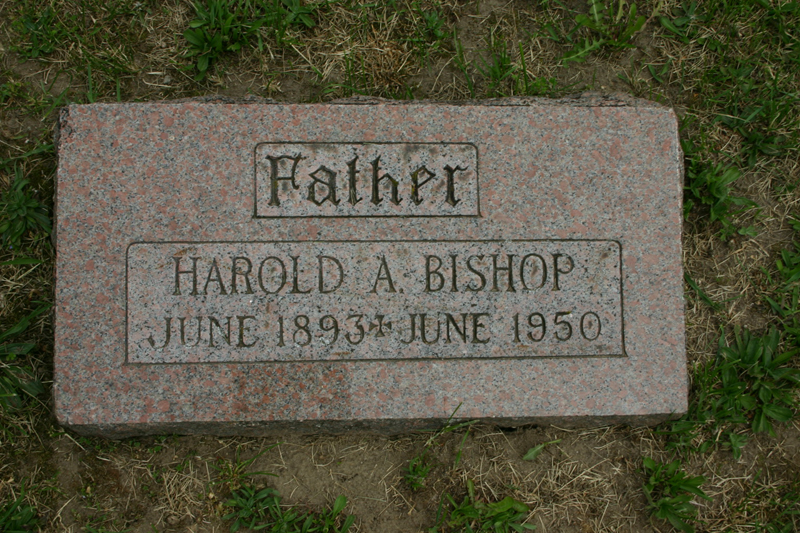 Father
HAROLD A. BISHOP
JUNE 1893 ✝ JUNE 1950